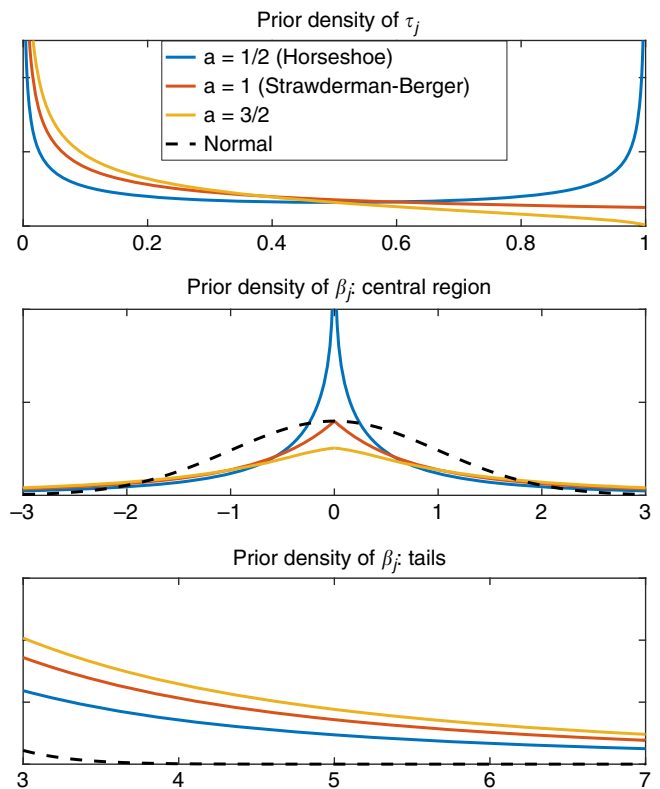 Prior density of τj
a = 1/2 (Horseshoe)
a = 1 (Strawderman-Berger)
a = 3/2
Normal
0 0.2 0.4 0.6 0.8 1
Prior density of βj: central region
–3 –2 –1 0 1 2 3
Prior density of βj: tails
3 4 5 6 7